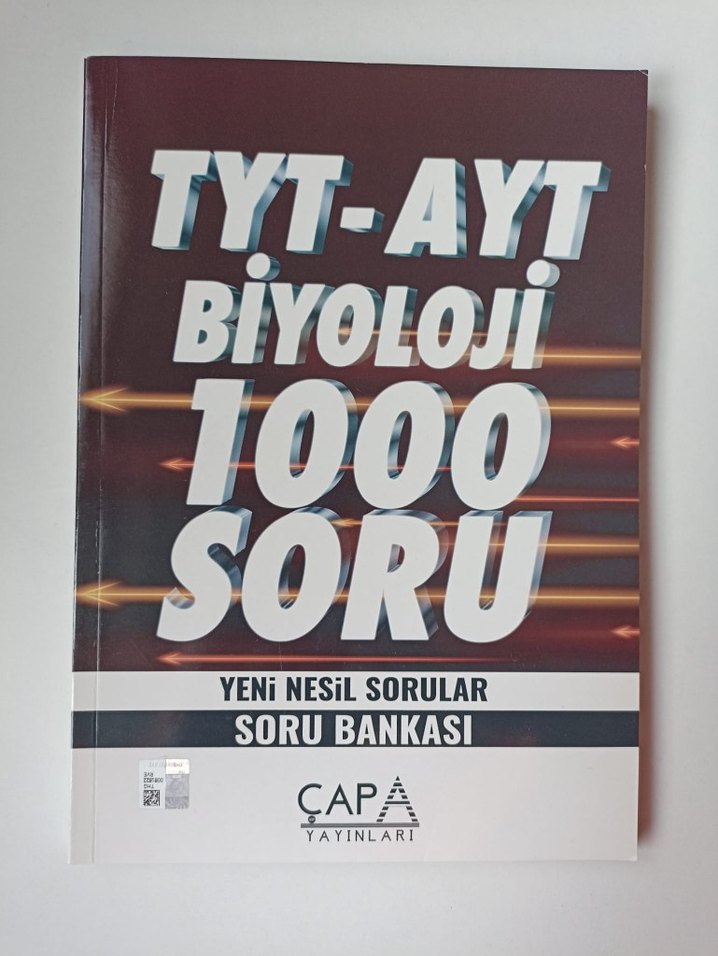 TYT-AYT
BİYOLOJİ
1000
SORU
YENİ NESİL SORULAR
SORU BANKASI
ÇAPA
YAYINLARI